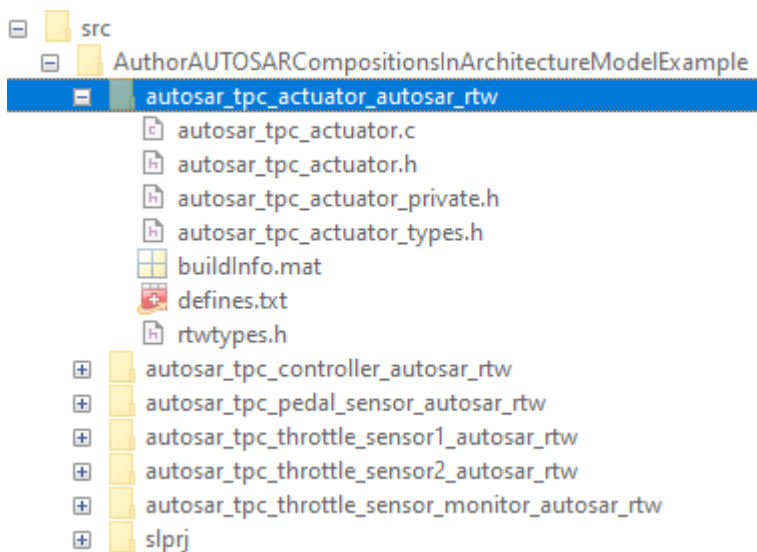 src
AuthorAUTOSARCompositionsInArchitectureModelExample
autosar_tpc_actuator_autosar_rtw
autosar_tpc_actuator.c
autosar_tpc_actuator.h
autosar_tpc_actuator_private.h
autosar_tpc_actuator_types.h
buildInfo.mat
defines.txt
rtwtypes.h
autosar_tpc_controller_autosar_rtw
autosar_tpc_pedal_sensor_autosar_rtw
autosar_tpc_throttle_sensor1_autosar_rtw
autosar_tpc_throttle_sensor2_autosar_rtw
autosar_tpc_throttle_sensor_monitor_autosar_rtw
slprj